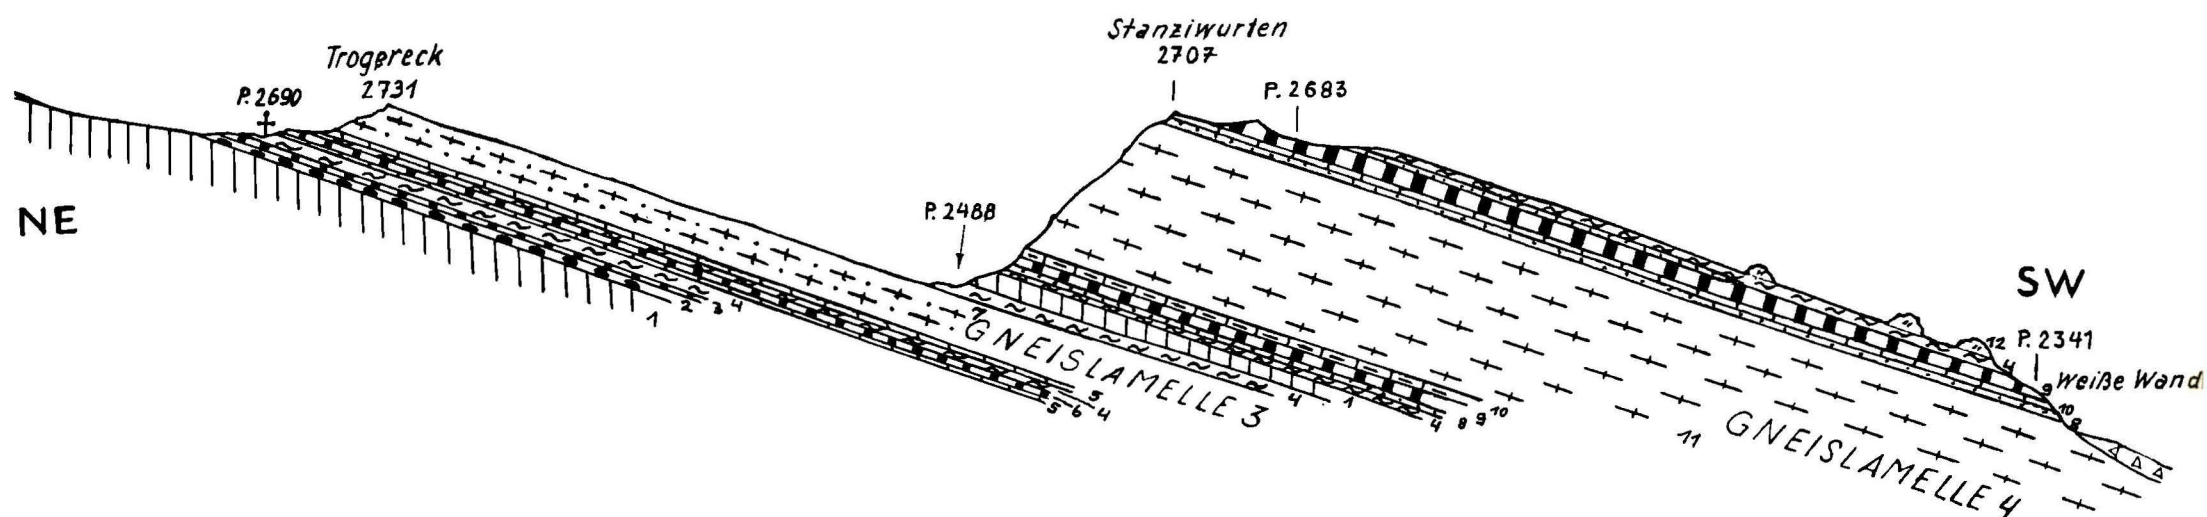 Stanziwurten
2707
P. 2683
Trogereck
2731
P. 2690
P. 2488
NE
SW
P. 2341
Weiße Wand
1
2
3
4
5
6
5
4
7
GNEISLAMELLE 3
4
1
4
8
9
10
11
GNEISLAMELLE 4
12
4
9
10
8